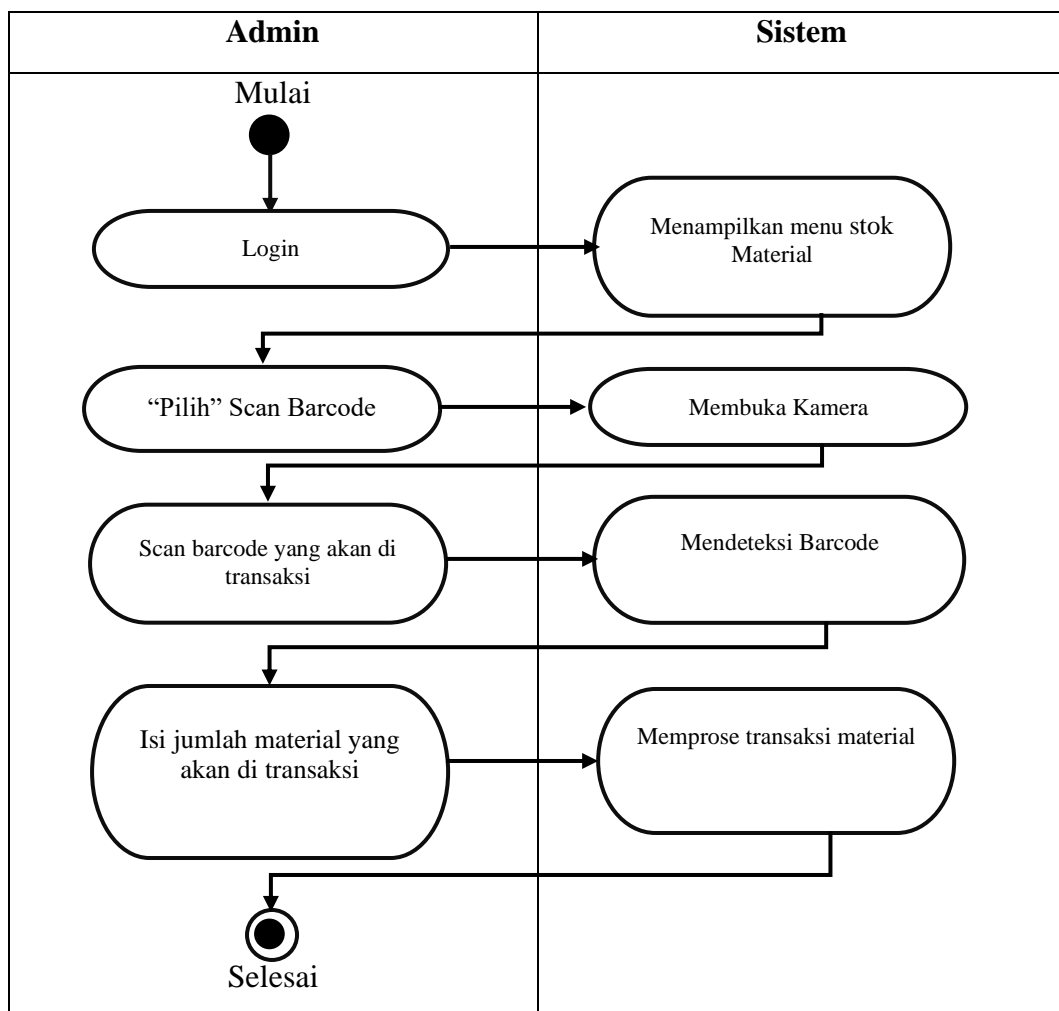 Admin
Sistem
Mulai
Login
Menampilkan menu stok
Material
“Pilih” Scan Barcode
Membuka Kamera
Scan barcode yang akan di
transaksi
Mendeteksi Barcode
Isi jumlah material yang
akan di transaksi
Memprose transaksi material
Selesai